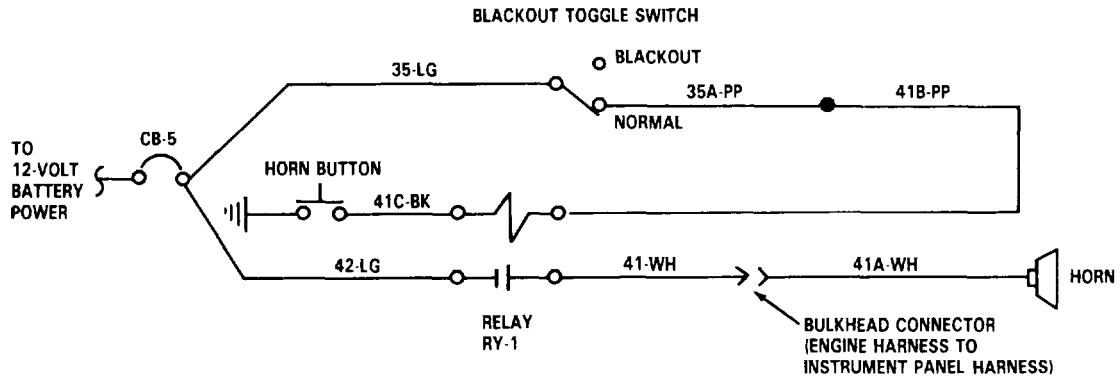 BLACKOUT TOGGLE SWITCH
BLACKOUT
35-LG
35A-PP
41B-PP
NORMAL
CB-5
TO
12-VOLT
BATTERY
POWER
HORN BUTTON
41C-BK
42-LG
41-WH
41A-WH
HORN
RELAY
RY-1
BULKHEAD CONNECTOR
(ENGINE HARNESS TO
INSTRUMENT PANEL HARNESS)